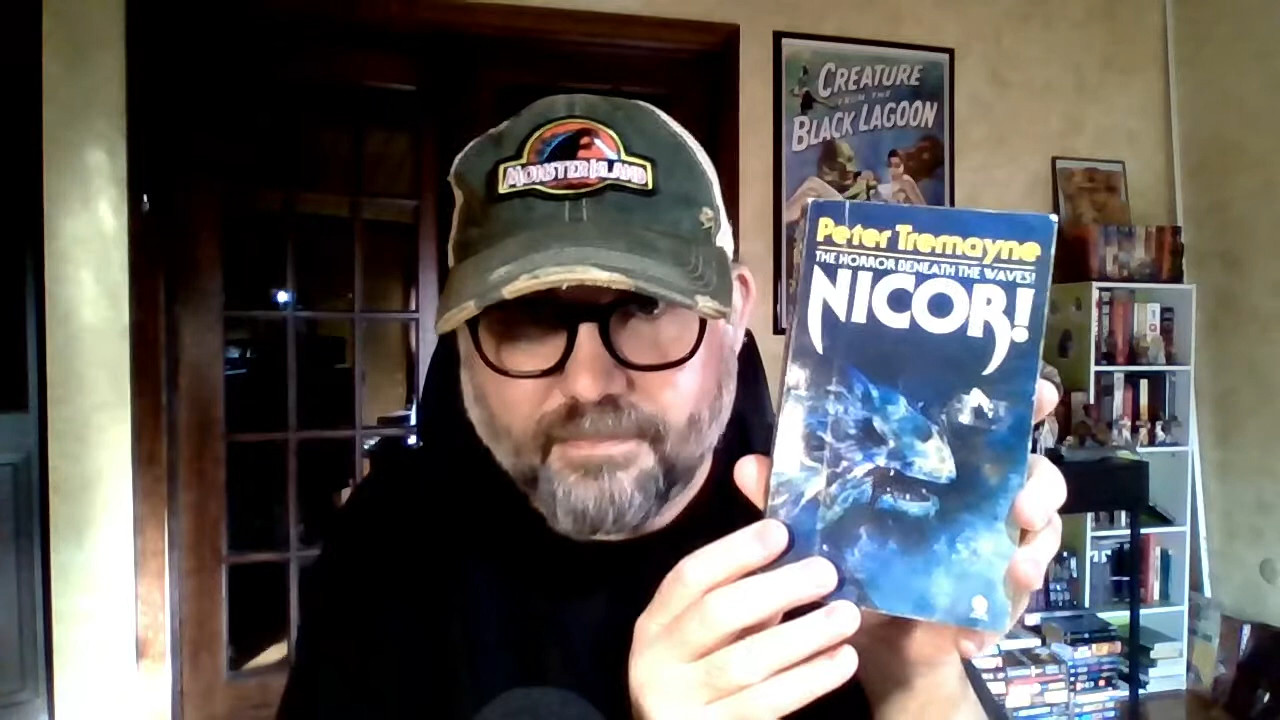 CREATURE
FROM THE
BLACK LAGOON
MONSTER ISLAND
Peter Tremayne
THE HORROR BENEATH THE WAVES!
NICOR!